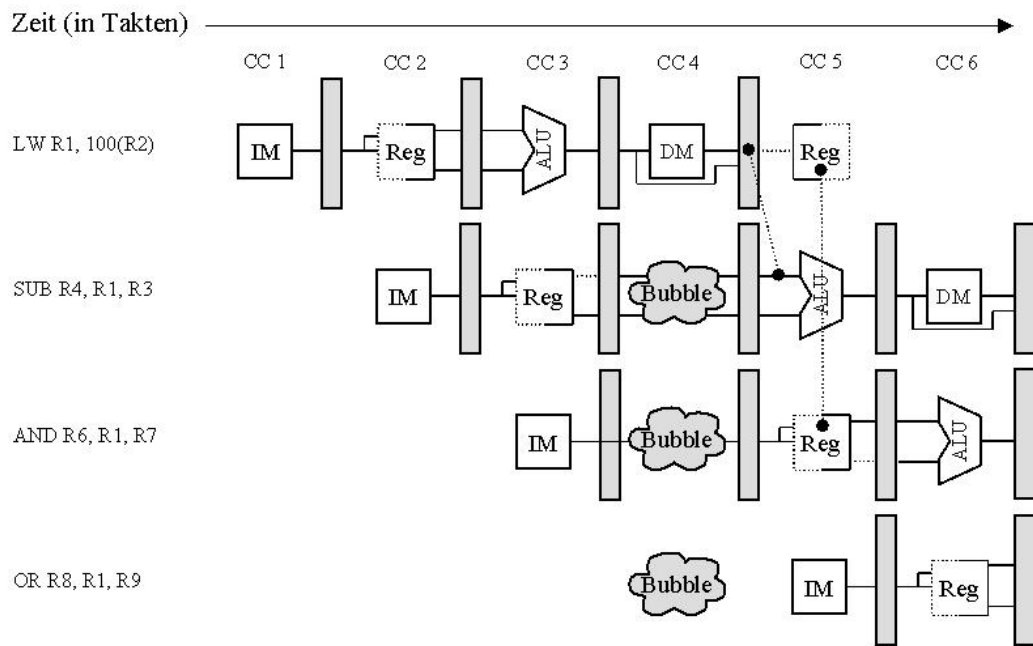 Zeit (in Takten)
CC 1 CC 2 CC 3 CC 4 CC 5 CC 6
LW R1, 100(R2) IM Reg ALU DM Reg
SUB R4, R1, R3 IM Reg Bubble ALU DM
AND R6, R1, R7 IM Bubble Reg ALU
OR R8, R1, R9 Bubble IM Reg